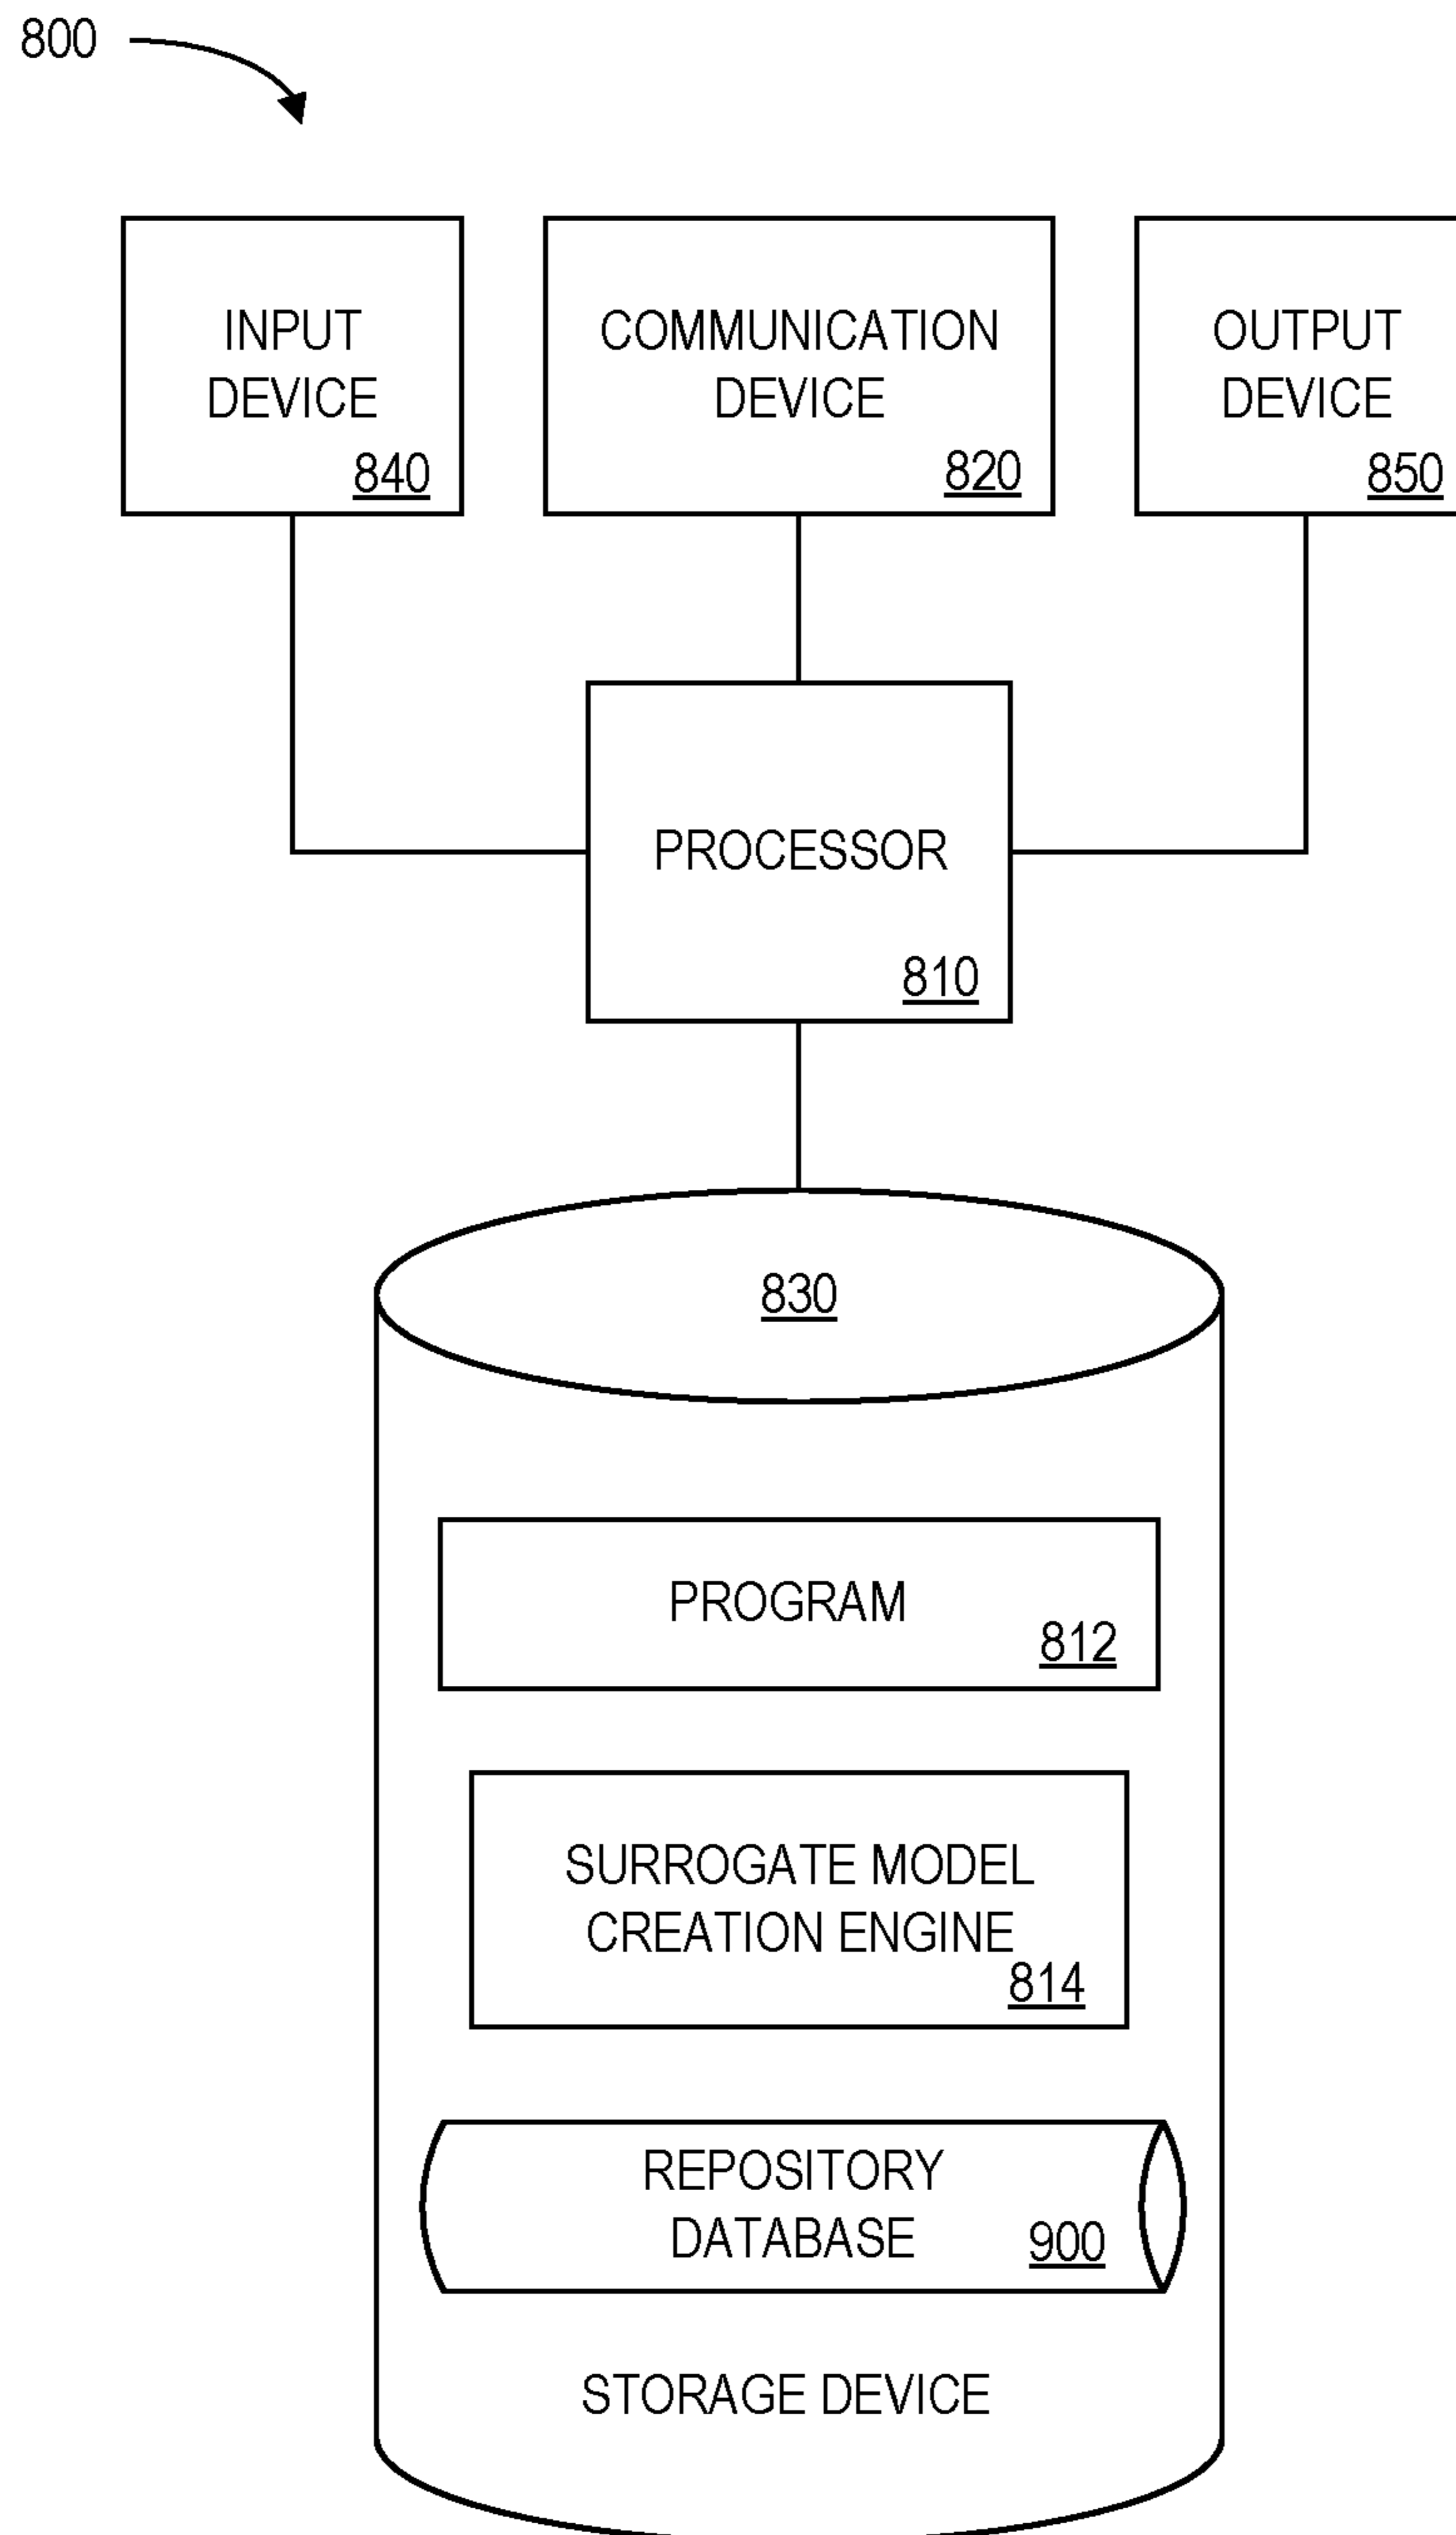 800
INPUT
DEVICE
840
COMMUNICATION
DEVICE
820
OUTPUT
DEVICE
850
PROCESSOR
810
830
PROGRAM
812
SURROGATE MODEL
CREATION ENGINE
814
REPOSITORY
DATABASE
900
STORAGE DEVICE